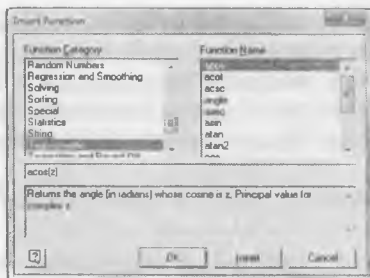 Insert Function
Function Category
Function Name
Random Numbers
Regression and Smoothing
Solving
Sorting
Special
Statistics
String
acos
acot
acsc
angle
asec
asin
atan
atan2
acos(z)
Returns the angle (in radians) whose cosine is z. Principal value for
complex z.
OK
Insert
Cancel